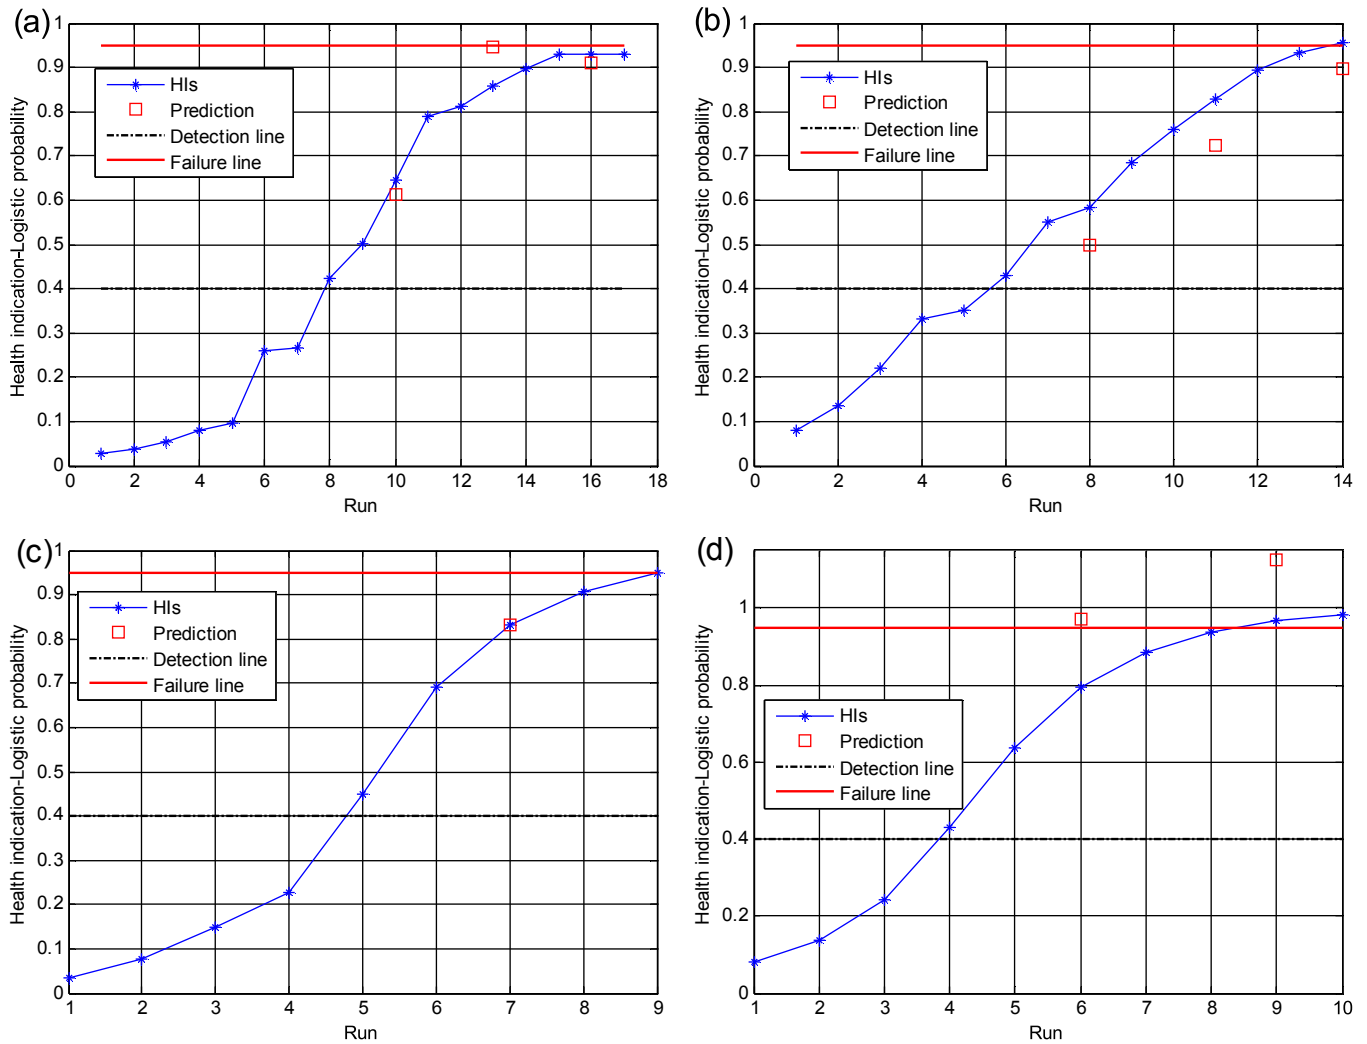 (a)
Health indication-Logistic probability
1
0.9
0.8
0.7
0.6
0.5
0.4
0.3
0.2
0.1
0
HIs
Prediction
Detection line
Failure line
0 2 4 6 8 10 12 14 16 18
Run
(b)
Health indication-Logistic probability
1
0.9
0.8
0.7
0.6
0.5
0.4
0.3
0.2
0.1
0
HIs
Prediction
Detection line
Failure line
0 2 4 6 8 10 12 14
Run
(c)
Health indication-Logistic probability
1
0.9
0.8
0.7
0.6
0.5
0.4
0.3
0.2
0.1
0
HIs
Prediction
Detection line
Failure line
1 2 3 4 5 6 7 8 9
Run
(d)
Health indication-Logistic probability
1
0.8
0.6
0.4
0.2
0
HIs
Prediction
Detection line
Failure line
1 2 3 4 5 6 7 8 9 10
Run